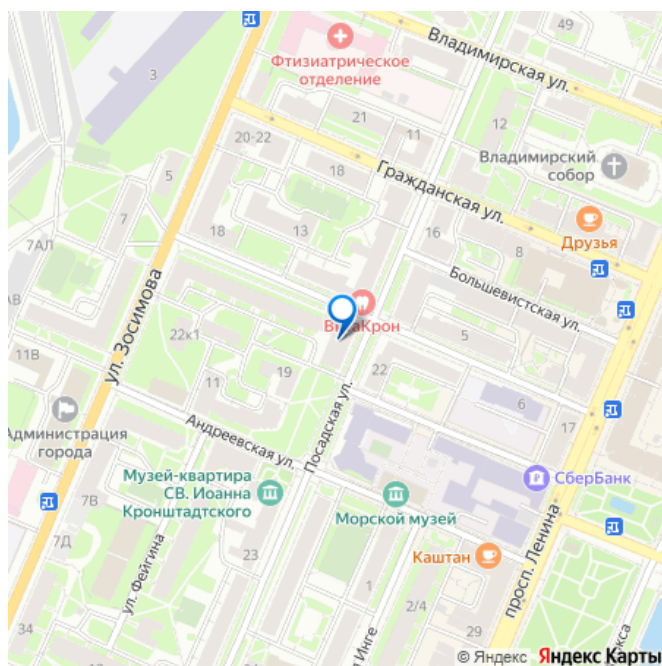 49
Владимирская ул.
Фтизиатрическое
отделение
3
21
20-22
11
12
Владимирский
собор
18
Гражданская ул.
5
7
18
13
16
8
Друзья
7АЛ
Большевистская ул.
ул. Зосимова
22к1
5
11В
11
19
22
6
17
Администрация
города
Андреевская ул.
Посадская ул.
СберБанк
Музей-квартира
СВ. Иоанна
Кронштадтского
7В
Морской музей
7Д
ул. Фейгина
23
Каштан
просп. Ленина
1
2/4
34
29
© Яндекс Яндекс Карты